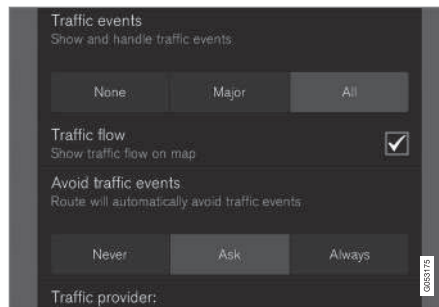 Traffic events
Show and handle traffic events
None Major All
Traffic flow
Show traffic flow on map
Avoid traffic events
Route will automatically avoid traffic events
Never Ask Always
Traffic provider:
G053175